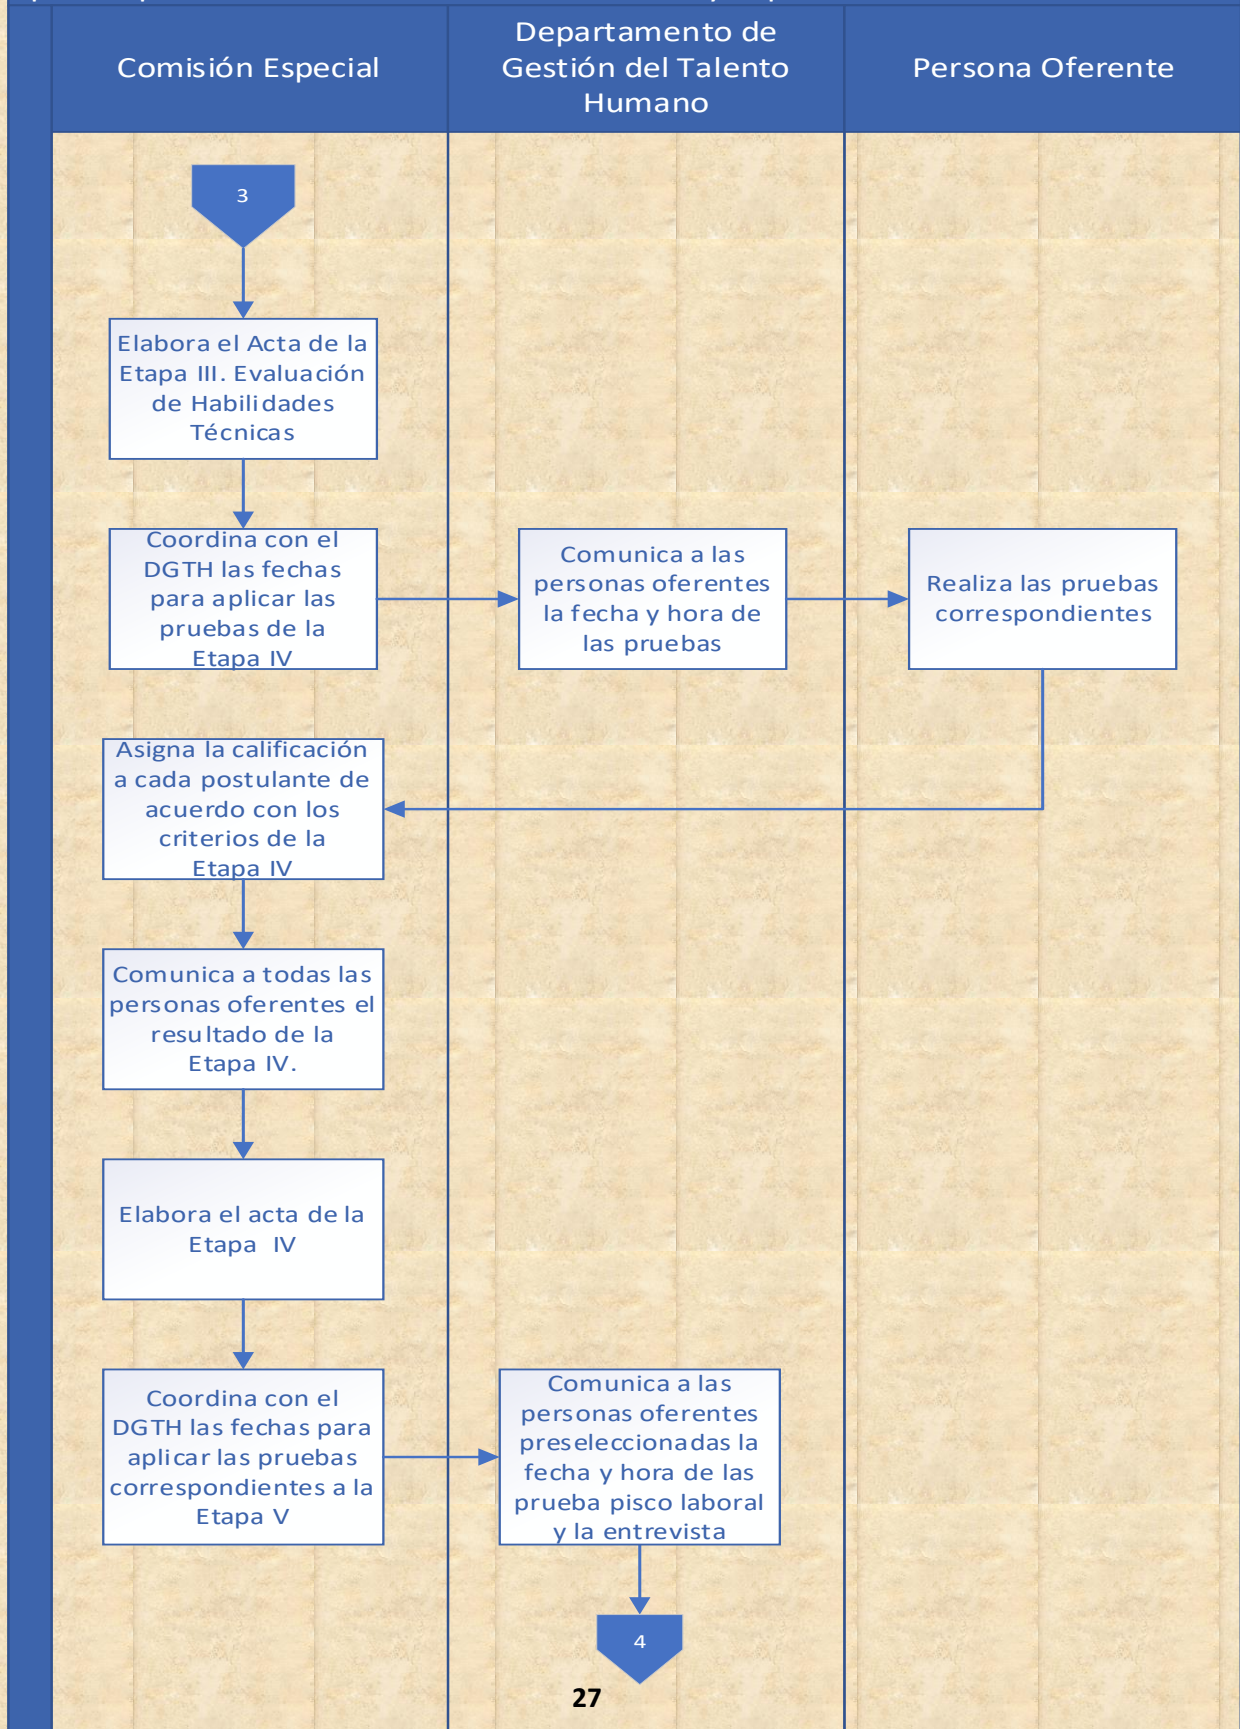 Comisión Especial
Departamento de
Gestión del Talento
Humano
Persona Oferente
3
Elabora el Acta de la
Etapa III. Evaluación
de Habilidades
Técnicas
Coordina con el
DGTH las fechas
para aplicar las
pruebas de la
Etapa IV
Comunica a las
personas oferentes
la fecha y hora de
las pruebas
Realiza las pruebas
correspondientes
Asigna la calificación
a cada postulante de
acuerdo con los
criterios de la
Etapa IV
Comunica a todas las
personas oferentes el
resultado de la
Etapa IV.
Elabora el acta de la
Etapa IV
Coordina con el
DGTH las fechas para
aplicar las pruebas
correspondientes a la
Etapa V
Comunica a las
personas oferentes
preseleccionadas la
fecha y hora de las
prueba pisco laboral
y la entrevista
4
27